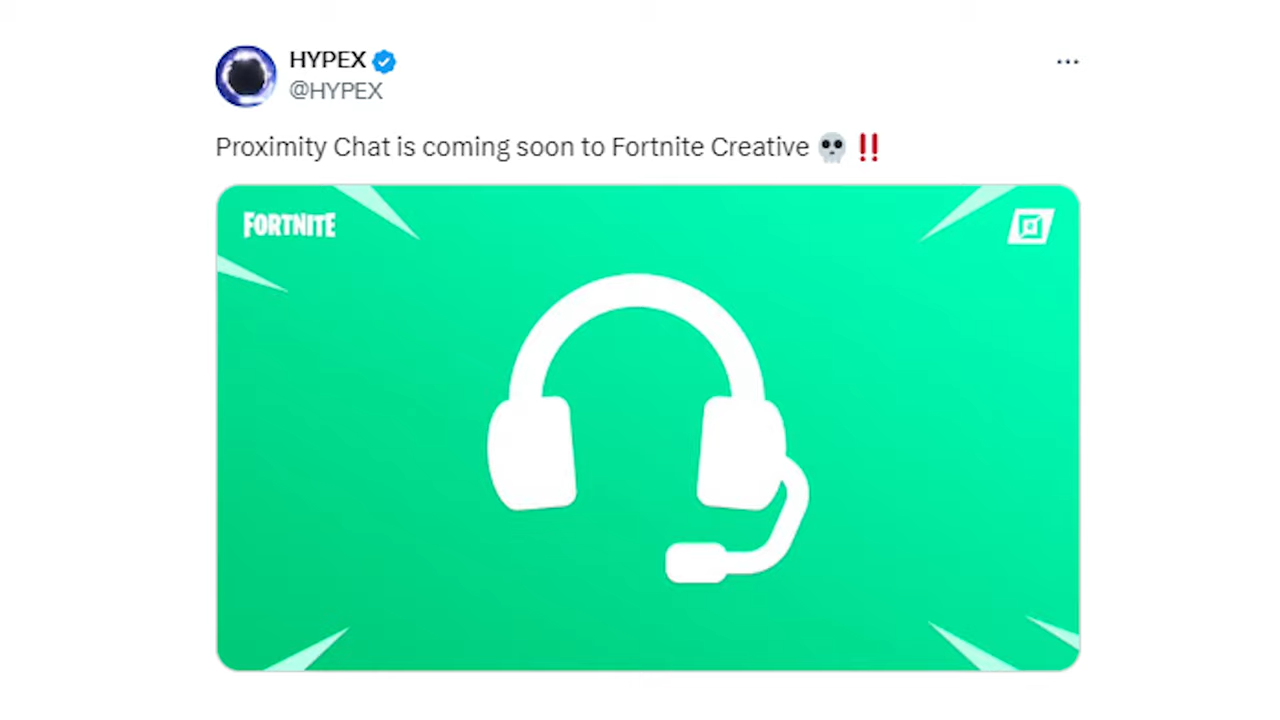 HYPEX
@HYPEX
Proximity Chat is coming soon to Fortnite Creative 💀 ‼️
FORTNITE